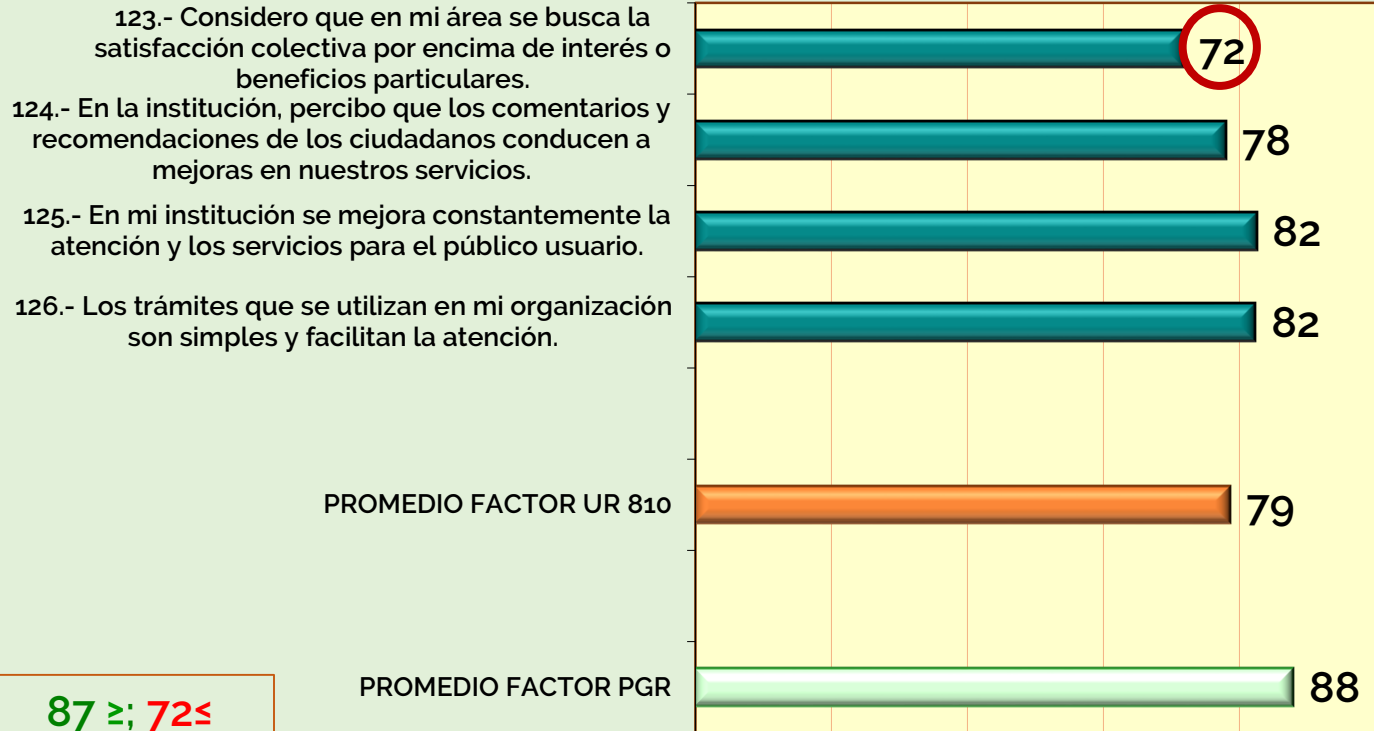 123.- Considero que en mi área se busca la
satisfacción colectiva por encima de interés o
beneficios particulares.
72
124.- En la institución, percibo que los comentarios y
recomendaciones de los ciudadanos conducen a
mejoras en nuestros servicios.
78
125.- En mi institución se mejora constantemente la
atención y los servicios para el público usuario.
82
126.- Los trámites que se utilizan en mi organización
son simples y facilitan la atención.
82
PROMEDIO FACTOR UR 810
79
PROMEDIO FACTOR PGR
88
87 ≥; 72≤